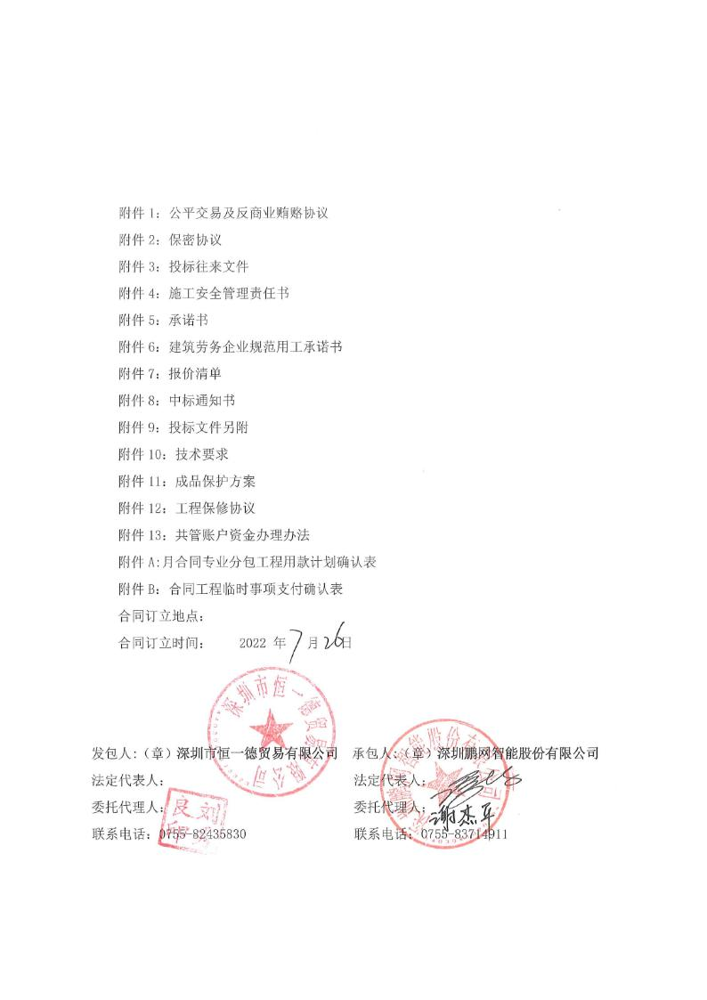 附件 1：公平交易及反商业贿赂协议
附件 2：保密协议
附件 3：投标往来文件
附件 4：施工安全管理责任书
附件 5：承诺书
附件 6：建筑劳务企业规范用工承诺书
附件 7：报价清单
附件 8：中标通知书
附件 9：投标文件另附
附件 10：技术要求
附件 11：成品保护方案
附件 12：工程保修协议
附件 13：共管账户资金办理办法
附件 A:月合同专业分包工程用款计划确认表
附件 B：合同工程临时事项支付确认表
合同订立地点：
合同订立时间： 2022 年 7 月 26 日
深圳市恒一德贸易有限公司
发包人:（章）深圳市恒一德贸易有限公司 承包人:（章）深圳鹏网智能股份有限公司
法定代表人： 法定代表人：
委托代理人： 委托代理人：谢杰平
联系电话：0755-82435830 联系电话：0755-83714911